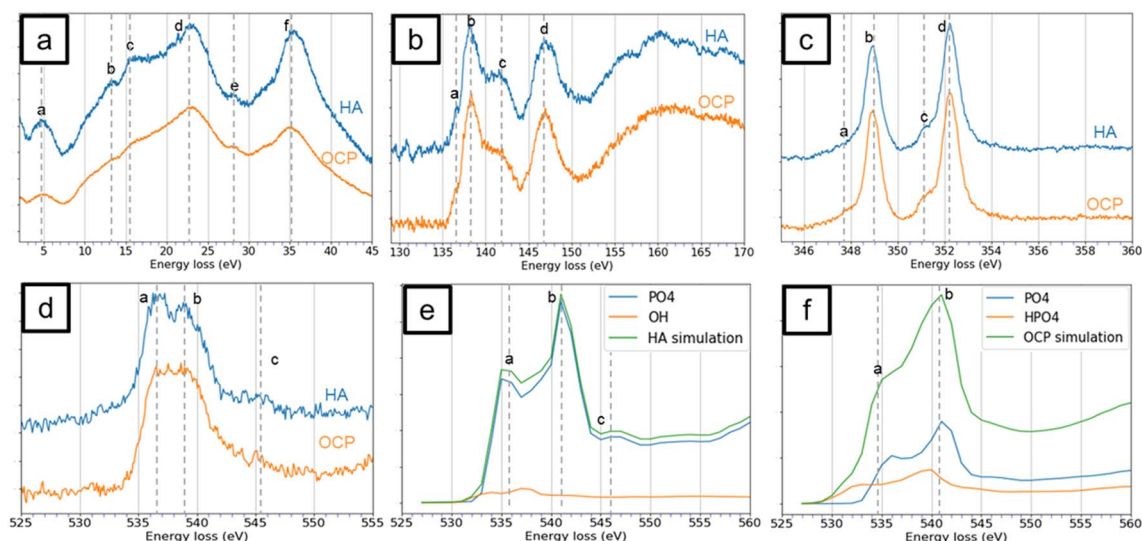 a
a
b
c
d
e
f
HA
OCP
5 10 15 20 25 30 35 40 45
Energy loss (eV)
b
a
b
c
d
HA
OCP
130 135 140 145 150 155 160 165 170
Energy loss (eV)
c
a
b
c
d
HA
OCP
346 348 350 352 354 356 358 360
Energy loss (eV)
d
a
b
c
HA
OCP
525 530 535 540 545 550 555
Energy loss (eV)
e
a
b
c
PO4
OH
HA simulation
525 530 535 540 545 550 555 560
Energy loss (eV)
f
a
b
PO4
HPO4
OCP simulation
525 530 535 540 545 550 555 560
Energy loss (eV)